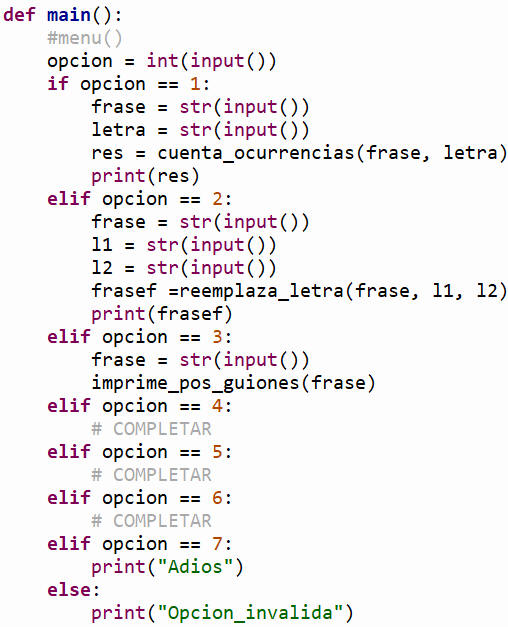 def main():
    #menu()
    opcion = int(input())
    if opcion == 1:
        frase = str(input())
        letra = str(input())
        res = cuenta_ocurrencias(frase, letra)
        print(res)
    elif opcion == 2:
        frase = str(input())
        l1 = str(input())
        l2 = str(input())
        frasef =reemplaza_letra(frase, l1, l2)
        print(frasef)
    elif opcion == 3:
        frase = str(input())
        imprime_pos_guiones(frase)
    elif opcion == 4:
        # COMPLETAR
    elif opcion == 5:
        # COMPLETAR
    elif opcion == 6:
        # COMPLETAR
    elif opcion == 7:
        print("Adios")
    else:
        print("Opcion_invalida")